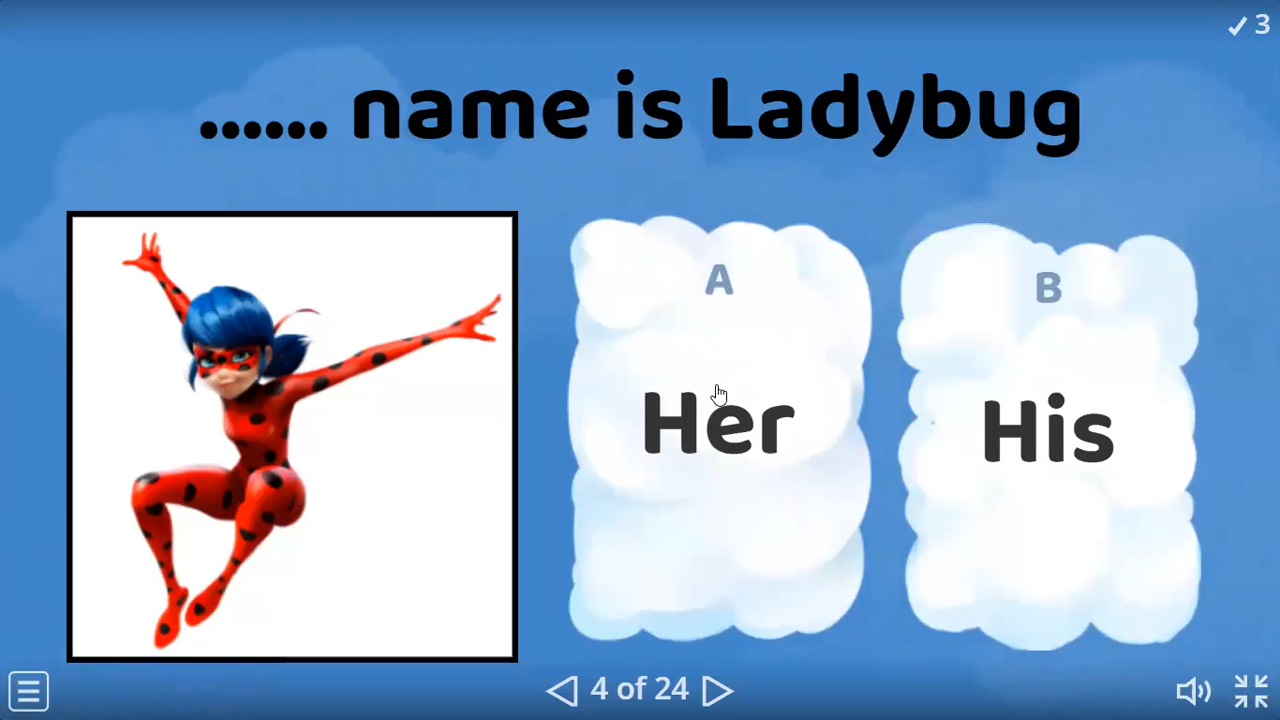 ✓ 3
...... name is Ladybug
A
Her
B
His
4 of 24